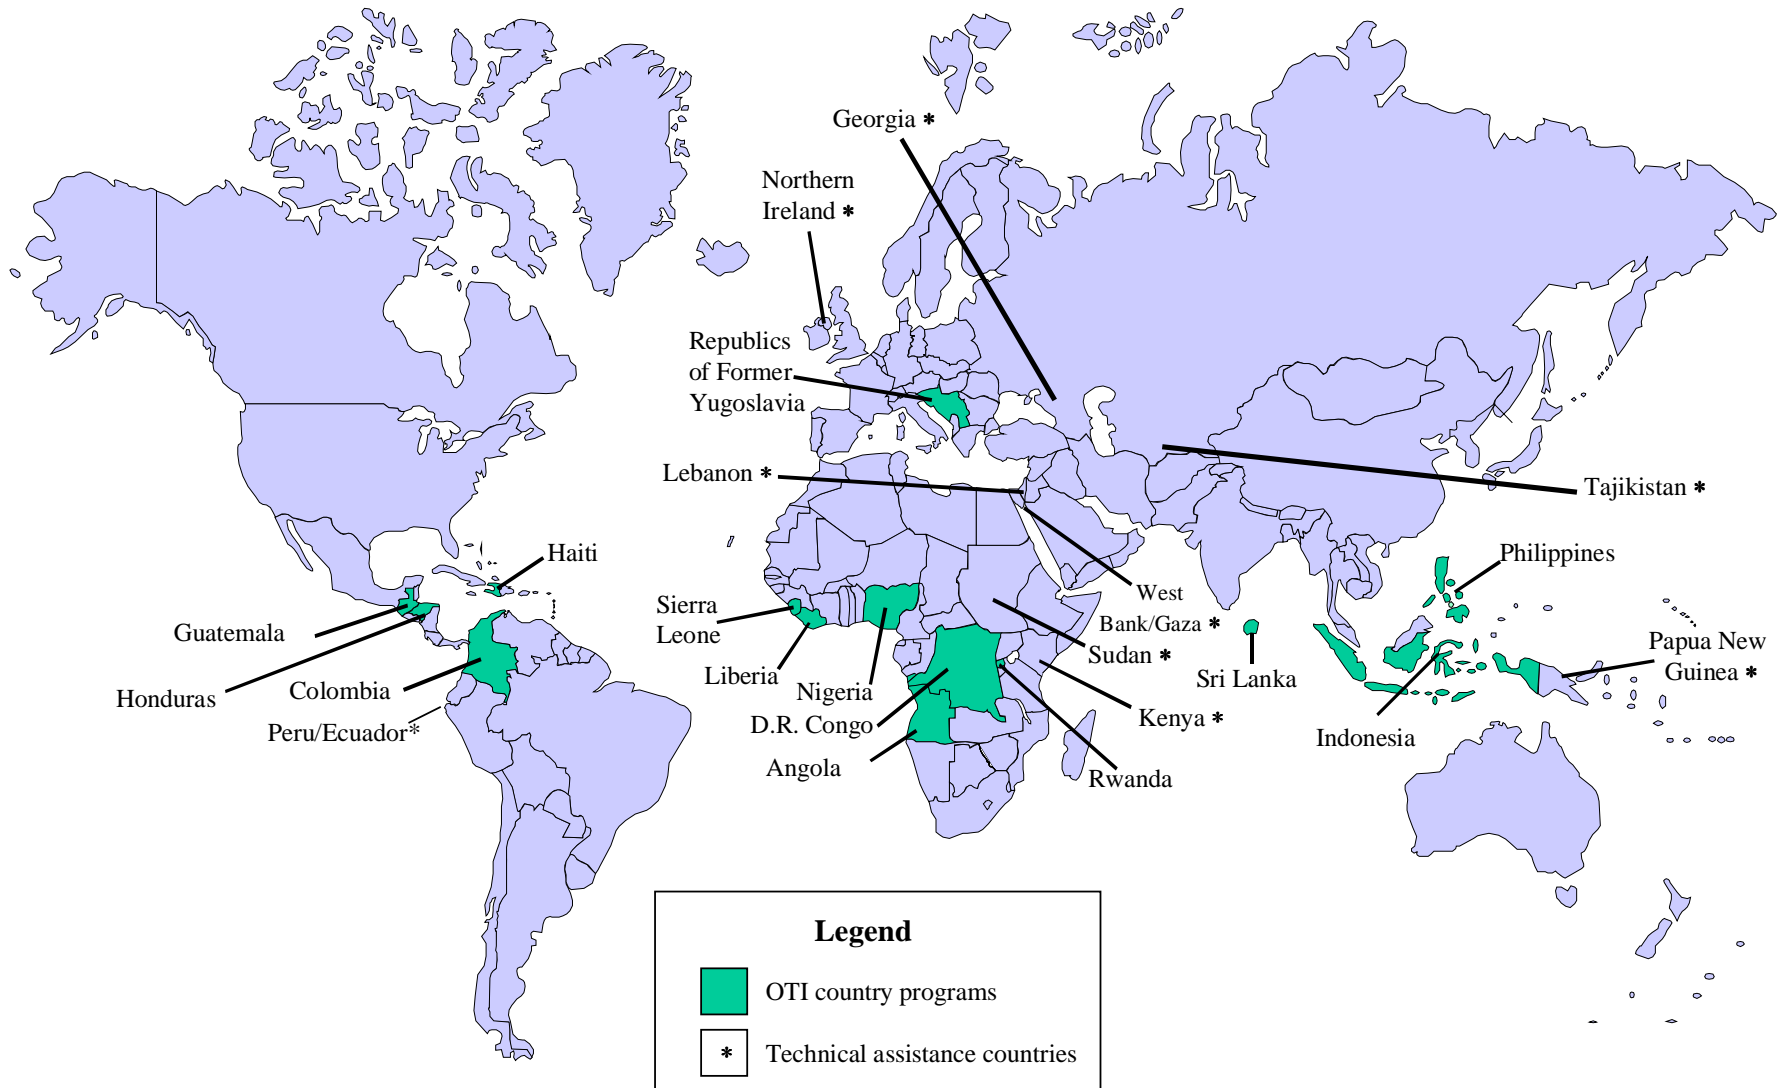 Georgia *
Northern
Ireland *
Republics
of Former
Yugoslavia
Lebanon *
Tajikistan *
Haiti
Philippines
West
Bank/Gaza *
Sierra
Leone
Guatemala
Sudan *
Papua New
Guinea *
Liberia
Sri Lanka
Honduras
Colombia
Nigeria
Peru/Ecuador*
D.R. Congo
Kenya *
Indonesia
Angola
Rwanda
Legend
OTI country programs
* Technical assistance countries